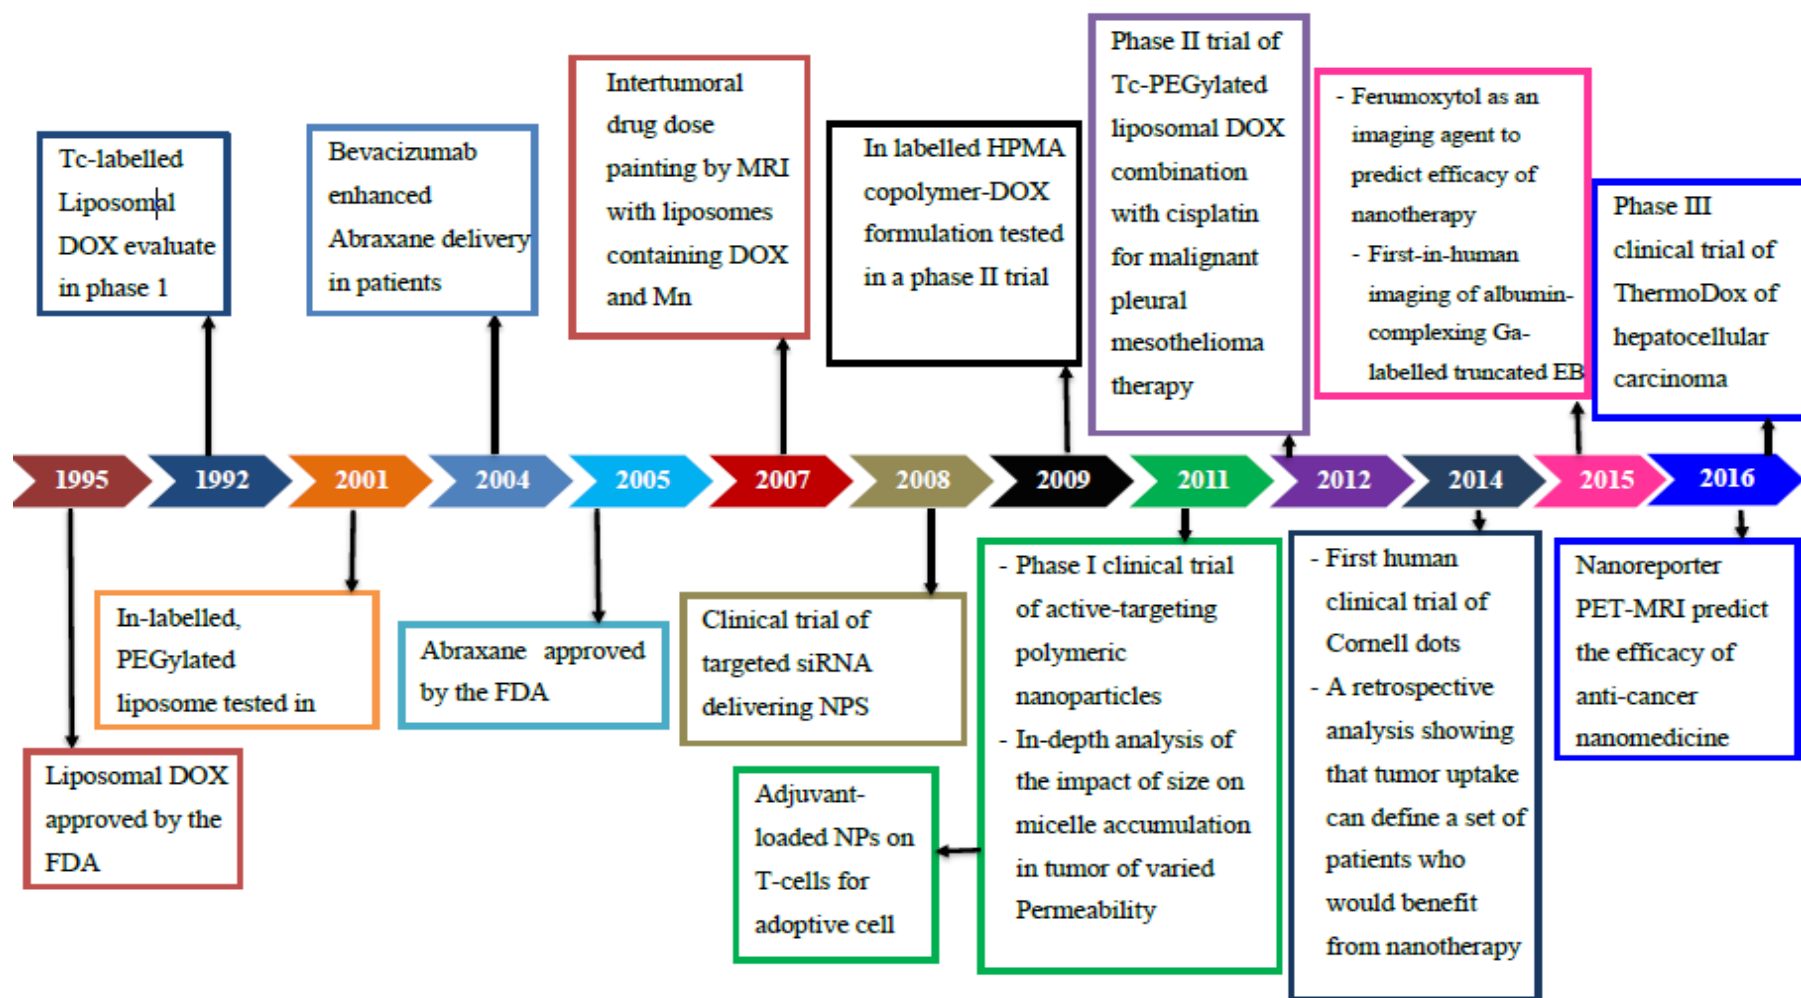 Tc-labelled
Liposomal
DOX evaluate
in phase 1
Bevacizumab
enhanced
Abraxane delivery
in patients
Intertumoral
drug dose
painting by MRI
with liposomes
containing DOX
and Mn
In labelled HPMA
copolymer-DOX
formulation tested
in a phase II trial
Phase II trial of
Tc-PEGylated
liposomal DOX
combination
with cisplatin
for malignant
pleural
mesothelioma
therapy
- Ferumoxytol as an
imaging agent to
predict efficacy of
nanotherapy
- First-in-human
imaging of albumin-
complexing Ga-
labelled truncated EB
Phase III
clinical trial of
ThermoDox of
hepatocellular
carcinoma
1995 1992 2001 2004 2005 2007 2008 2009 2011 2012 2014 2015 2016
Liposomal DOX
approved by the
FDA
In-labelled,
PEGylated
liposome tested in
Abraxane approved
by the FDA
Clinical trial of
targeted siRNA
delivering NPS
Adjuvant-
loaded NPs on
T-cells for
adoptive cell
- Phase I clinical trial
of active-targeting
polymeric
nanoparticles
- In-depth analysis of
the impact of size on
micelle accumulation
in tumor of varied
Permeability
- First human
clinical trial of
Cornell dots
- A retrospective
analysis showing
that tumor uptake
can define a set of
patients who
would benefit
from nanotherapy
Nanoreporter
PET-MRI predict
the efficacy of
anti-cancer
nanomedicine